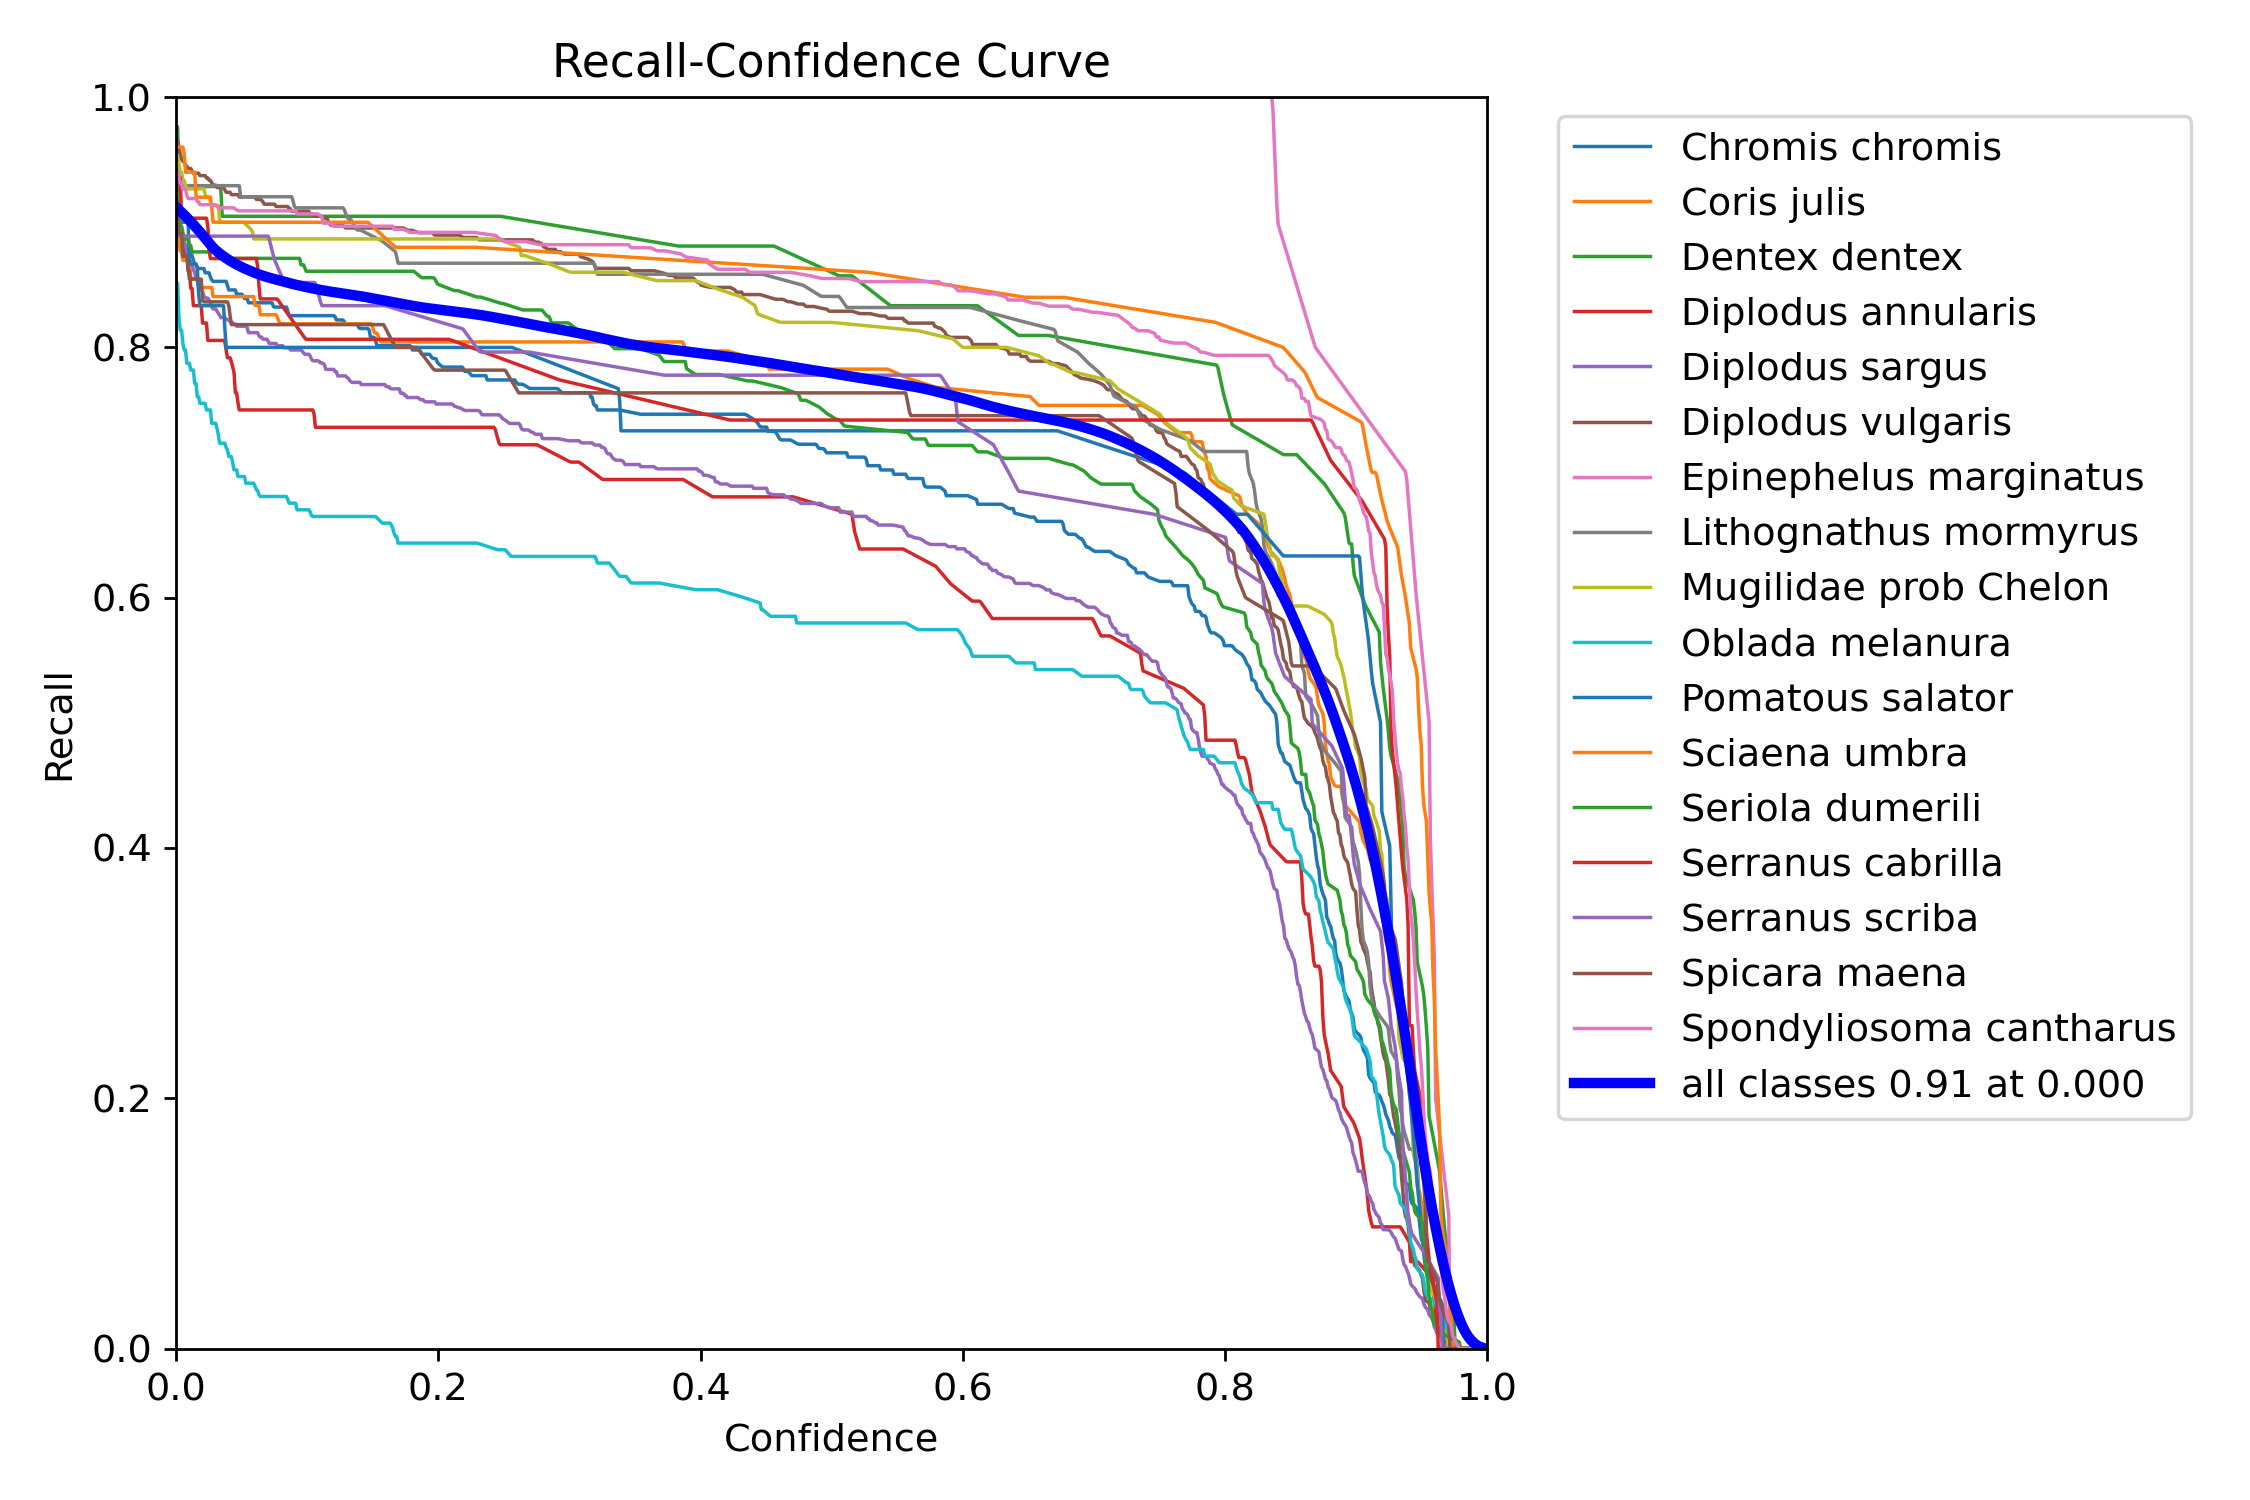 Recall-Confidence Curve
1.0
0.8
0.6
0.4
0.2
0.0
Recall
0.0 0.2 0.4 0.6 0.8 1.0
Confidence
Chromis chromis
Coris julis
Dentex dentex
Diplodus annularis
Diplodus sargus
Diplodus vulgaris
Epinephelus marginatus
Lithognathus mormyrus
Mugilidae prob Chelon
Oblada melanura
Pomatous salator
Sciaena umbra
Seriola dumerili
Serranus cabrilla
Serranus scriba
Spicara maena
Spondyliosoma cantharus
all classes 0.91 at 0.000